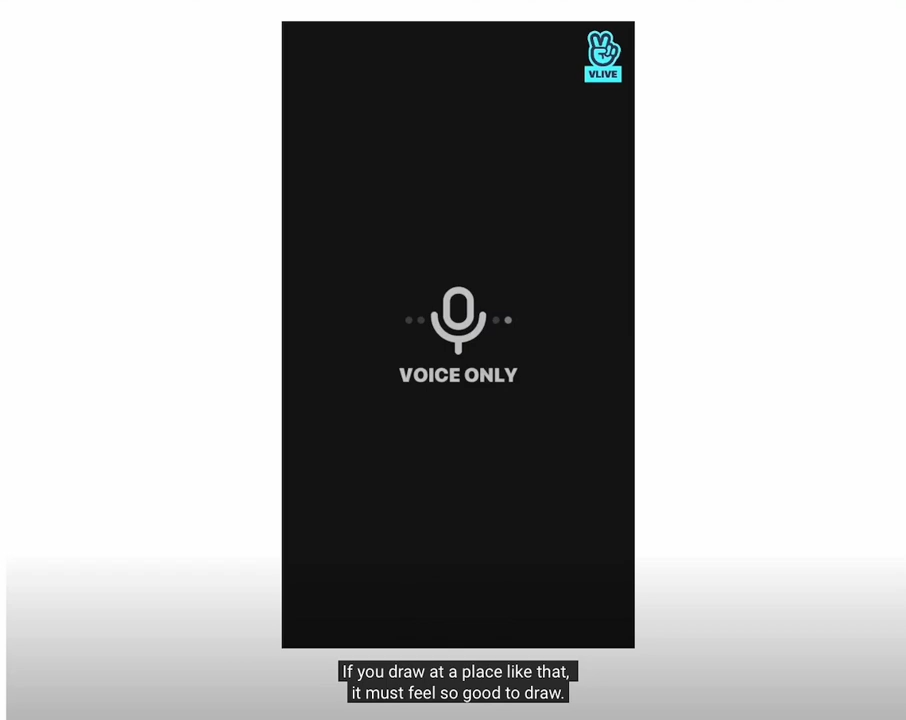 VLIVE
VOICE ONLY
If you draw at a place like that,
it must feel so good to draw.